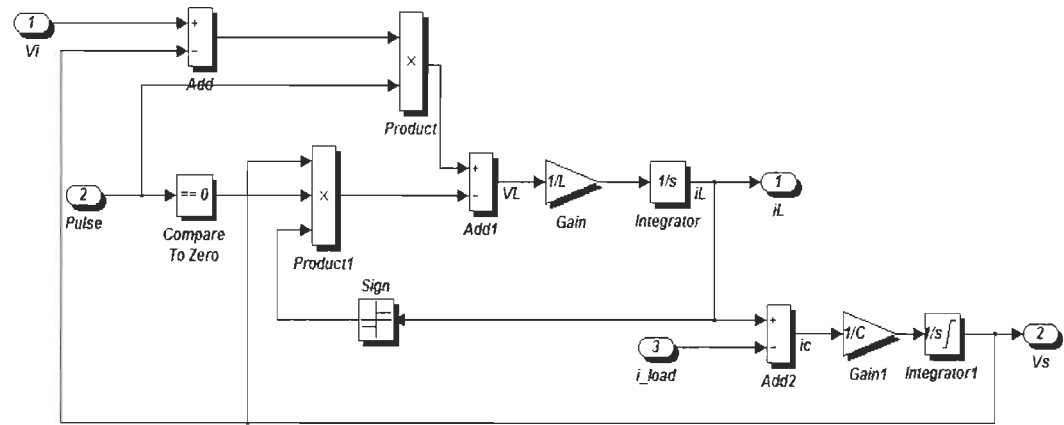 1
Vi
+
−
Add
×
Product
2
Pulse
== 0
Compare
To Zero
×
Product1
+
−
Add1
VL
1/L
Gain
1/s
Integrator
iL
1
iL
Sign
3
i_load
+
−
Add2
ic
1/C
Gain1
1/s
Integrator1
2
Vs